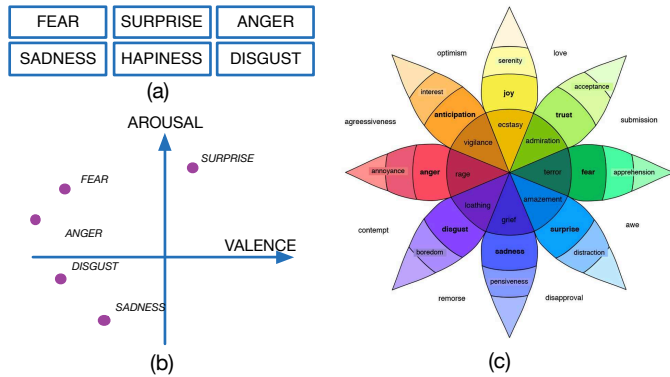 FEAR SURPRISE ANGER
SADNESS HAPINESS DISGUST
(a)
AROUSAL
SURPRISE
FEAR
ANGER
VALENCE
DISGUST
SADNESS
(b)
optimism love
serenity
interest acceptance
joy
anticipation trust
agreessiveness submission
ecstasy
vigilance admiration
annoyance anger rage terror fear apprehension
loathing amazement
grief
contempt disgust surprise awe
sadness
boredom distraction
pensiveness
remorse disapproval
(c)